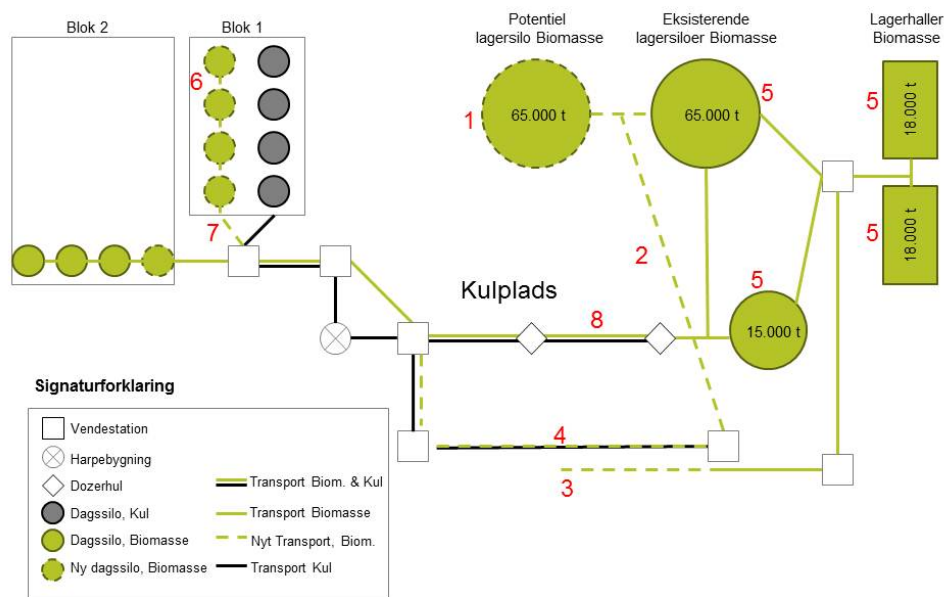 Blok 2
Blok 1
Potentiel
lagersilo Biomasse
Eksisterende
lagersiloer Biomasse
Lagerhaller
Biomasse
6
1
65.000 t
65.000 t
5
5
18.000 t
7
2
5
18.000 t
Kulplads
8
5
15.000 t
4
3
Signaturforklaring
Vendestation
Harpebygning
Dozerhul
Dagssilo, Kul
Dagssilo, Biomasse
Ny dagssilo, Biomasse
Transport Biom. & Kul
Transport Biomasse
Nyt Transport, Biom.
Transport Kul